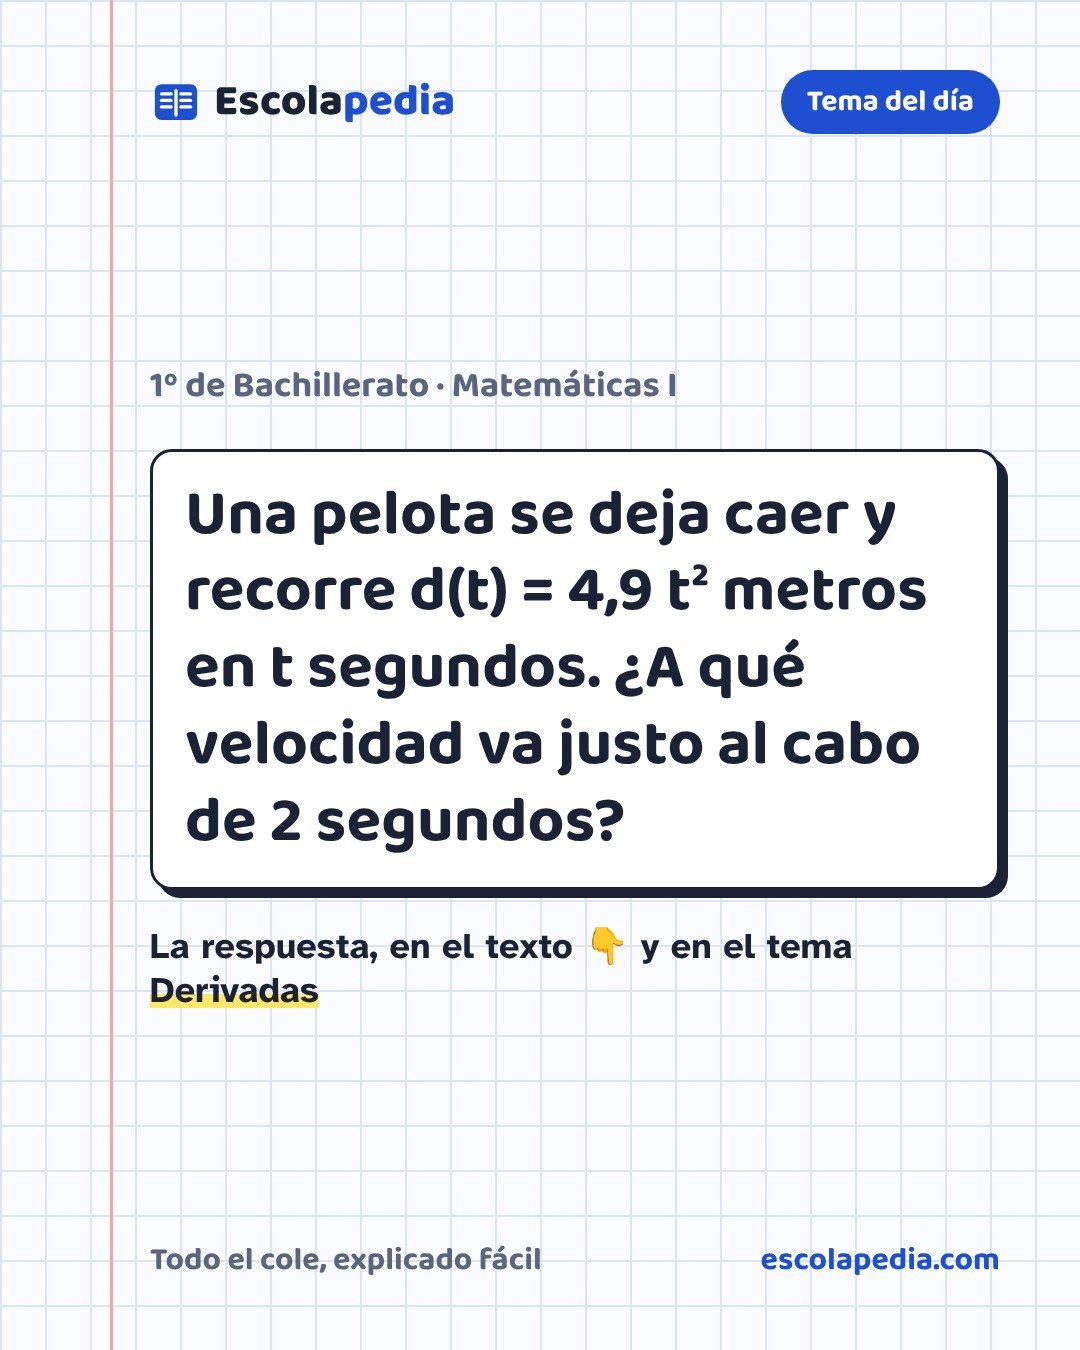 Escolapedia
Tema del día
1º de Bachillerato · Matemáticas I
Una pelota se deja caer y
recorre d(t) = 4,9 t² metros
en t segundos. ¿A qué
velocidad va justo al cabo
de 2 segundos?
La respuesta, en el texto 👇 y en el tema
Derivadas
Todo el cole, explicado fácil
escolapedia.com